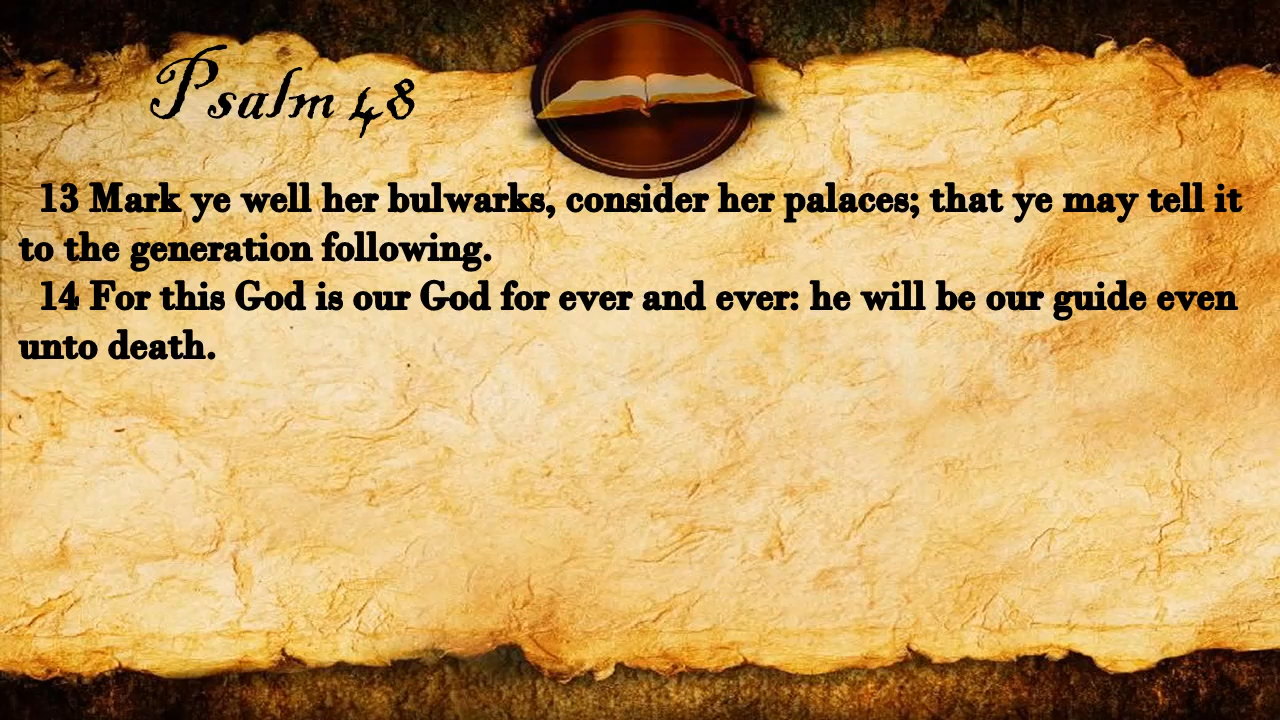 Psalm 48
13 Mark ye well her bulwarks, consider her palaces; that ye may tell it
to the generation following.
14 For this God is our God for ever and ever: he will be our guide even
unto death.